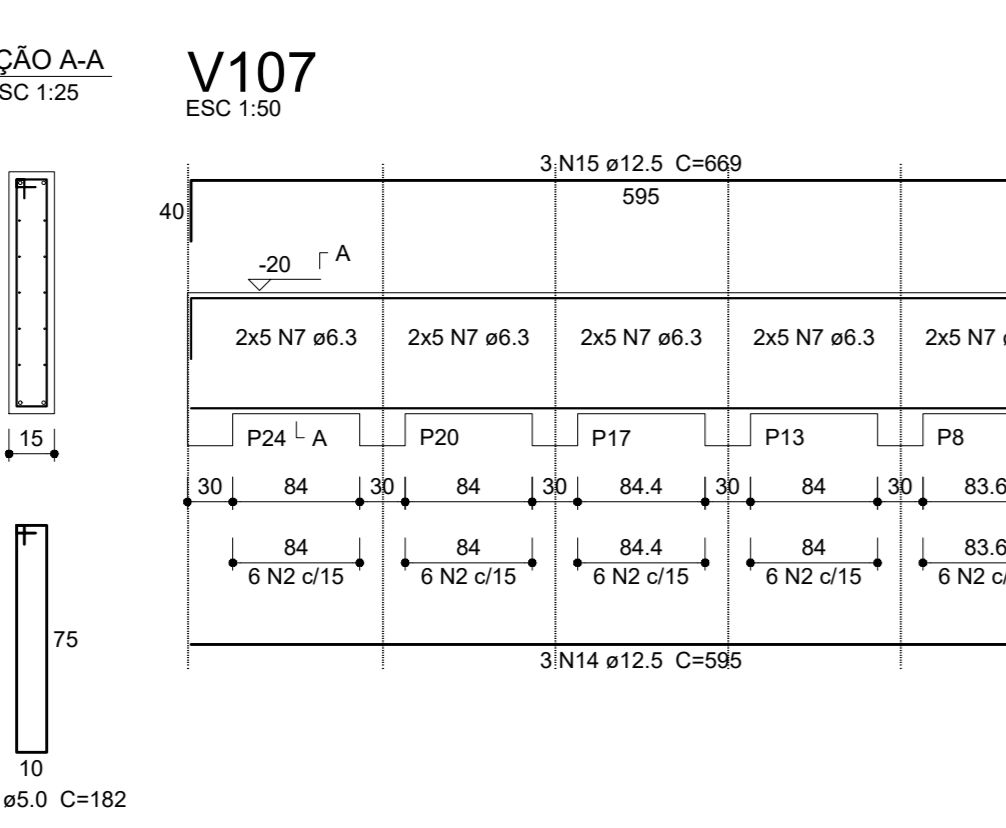 ÇÃO A-A
SC 1:25
V107
ESC 1:50
3 N15 ø12.5 C=669
595
40
-20
A
2x5 N7 ø6.3
2x5 N7 ø6.3
2x5 N7 ø6.3
2x5 N7 ø6.3
2x5 N7 ø
P24
A
P20
P17
P13
P8
15
30
84
30
84
30
84.4
30
84
30
83.6
84
84
84.4
84
83.6
6 N2 c/15
6 N2 c/15
6 N2 c/15
6 N2 c/15
6 N2 c/
75
3 N14 ø12.5 C=595
10
ø5.0 C=182